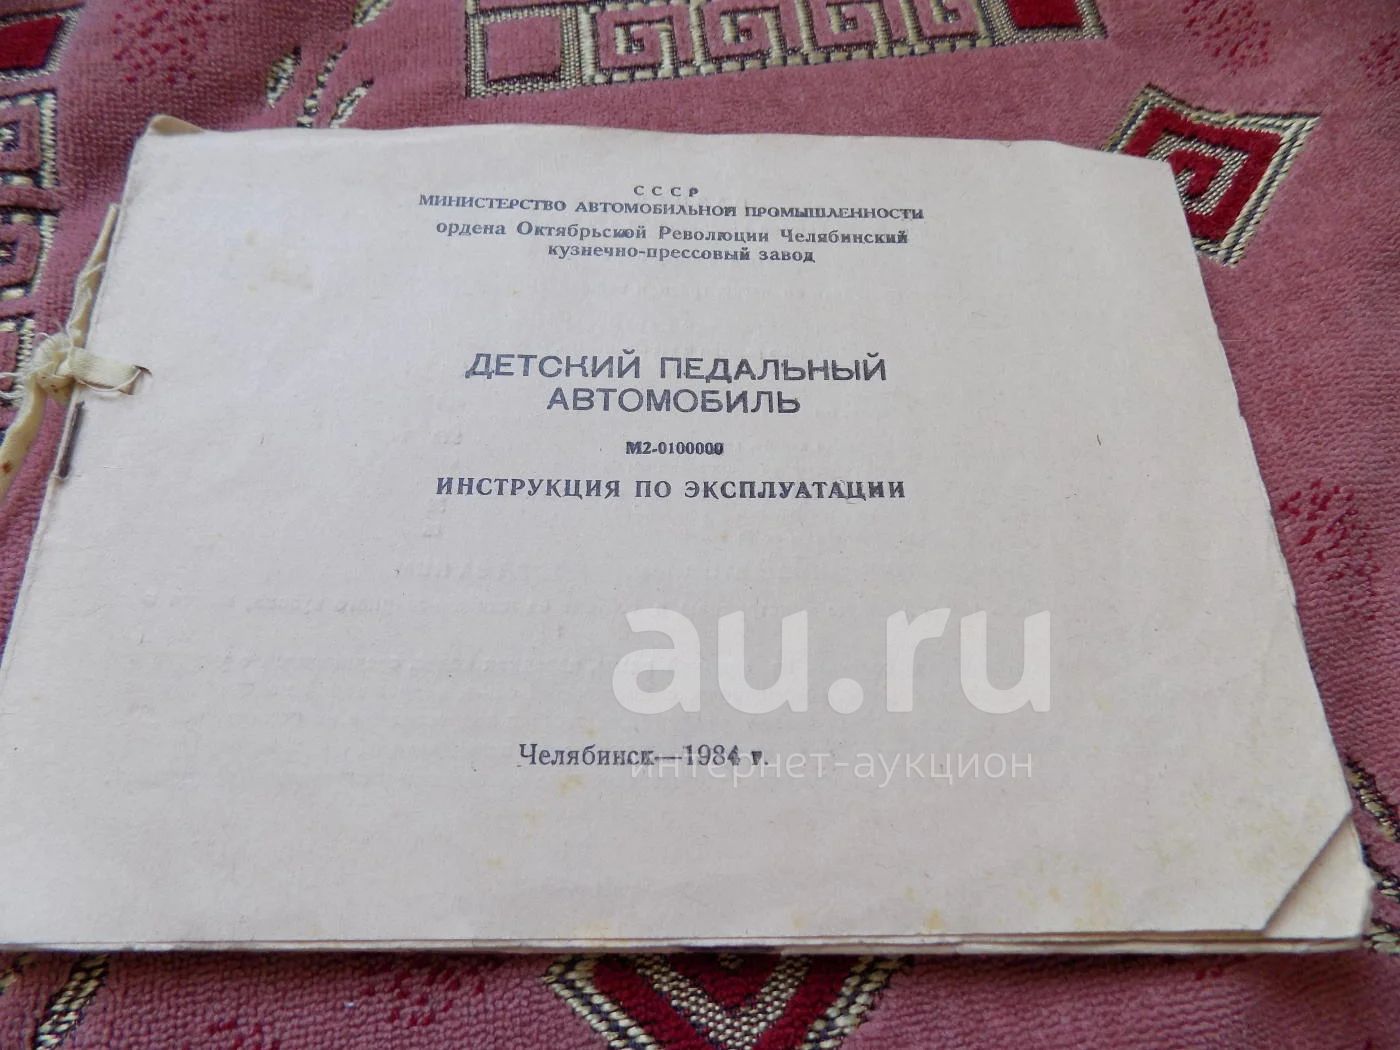 СССР
МИНИСТЕРСТВО АВТОМОБИЛЬНОЙ ПРОМЫШЛЕННОСТИ
ордена Октябрьской Революции Челябинский
кузнечно-прессовый завод
ДЕТСКИЙ ПЕДАЛЬНЫЙ
АВТОМОБИЛЬ
М2-0100000
ИНСТРУКЦИЯ ПО ЭКСПЛУАТАЦИИ
au.ru
Челябинск—1984 г.
интернет-аукцион